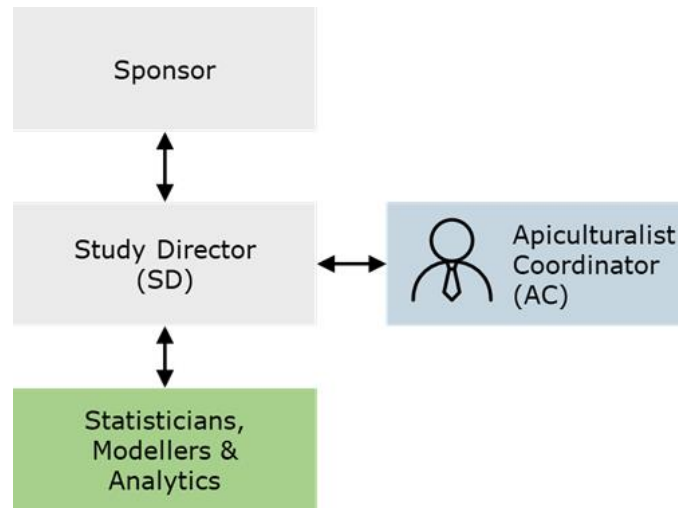 Sponsor
Study Director
(SD)
Apiculturalist
Coordinator
(AC)
Statisticians,
Modellers &
Analytics